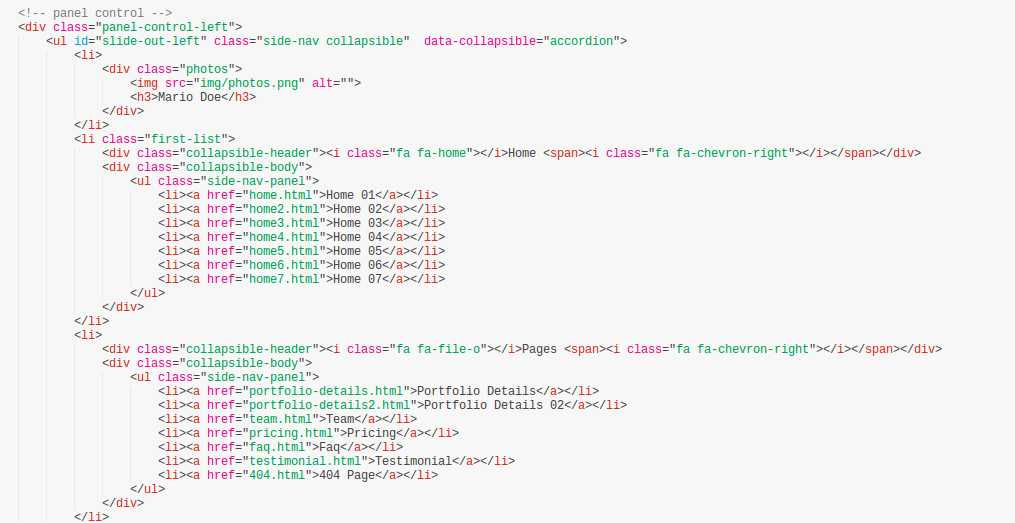 <!-- panel control -->
<div class="panel-control-left">
<ul id="slide-out-left" class="side-nav collapsible"  data-collapsible="accordion">
<li>
<div class="photos">
<img src="img/photos.png" alt="">
<h3>Mario Doe</h3>
</div>
</li>
<li class="first-list">
<div class="collapsible-header"><i class="fa fa-home"></i>Home <span><i class="fa fa-chevron-right"></i></span></div>
<div class="collapsible-body">
<ul class="side-nav-panel">
<li><a href="home.html">Home 01</a></li>
<li><a href="home2.html">Home 02</a></li>
<li><a href="home3.html">Home 03</a></li>
<li><a href="home4.html">Home 04</a></li>
<li><a href="home5.html">Home 05</a></li>
<li><a href="home6.html">Home 06</a></li>
<li><a href="home7.html">Home 07</a></li>
</ul>
</div>
</li>
<li>
<div class="collapsible-header"><i class="fa fa-file-o"></i>Pages <span><i class="fa fa-chevron-right"></i></span></div>
<div class="collapsible-body">
<ul class="side-nav-panel">
<li><a href="portfolio-details.html">Portfolio Details</a></li>
<li><a href="portfolio-details2.html">Portfolio Details 02</a></li>
<li><a href="team.html">Team</a></li>
<li><a href="pricing.html">Pricing</a></li>
<li><a href="faq.html">Faq</a></li>
<li><a href="testimonial.html">Testimonial</a></li>
<li><a href="404.html">404 Page</a></li>
</ul>
</div>
</li>